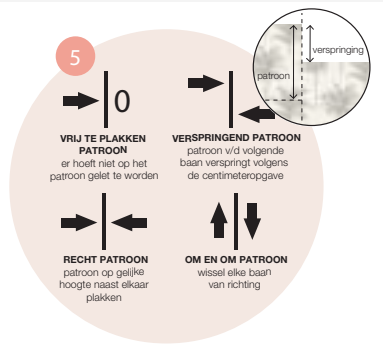 5
patroon
verspringing
0
VRIJ TE PLAKKEN
PATROON
er hoeft niet op het
patroon gelet te worden
VERSPRINGEND PATROON
patroon v/d volgende
baan verspringt volgens
de centimeteropgave
RECHT PATROON
patroon op gelijke
hoogte naast elkaar
plakken
OM EN OM PATROON
wissel elke baan
van richting